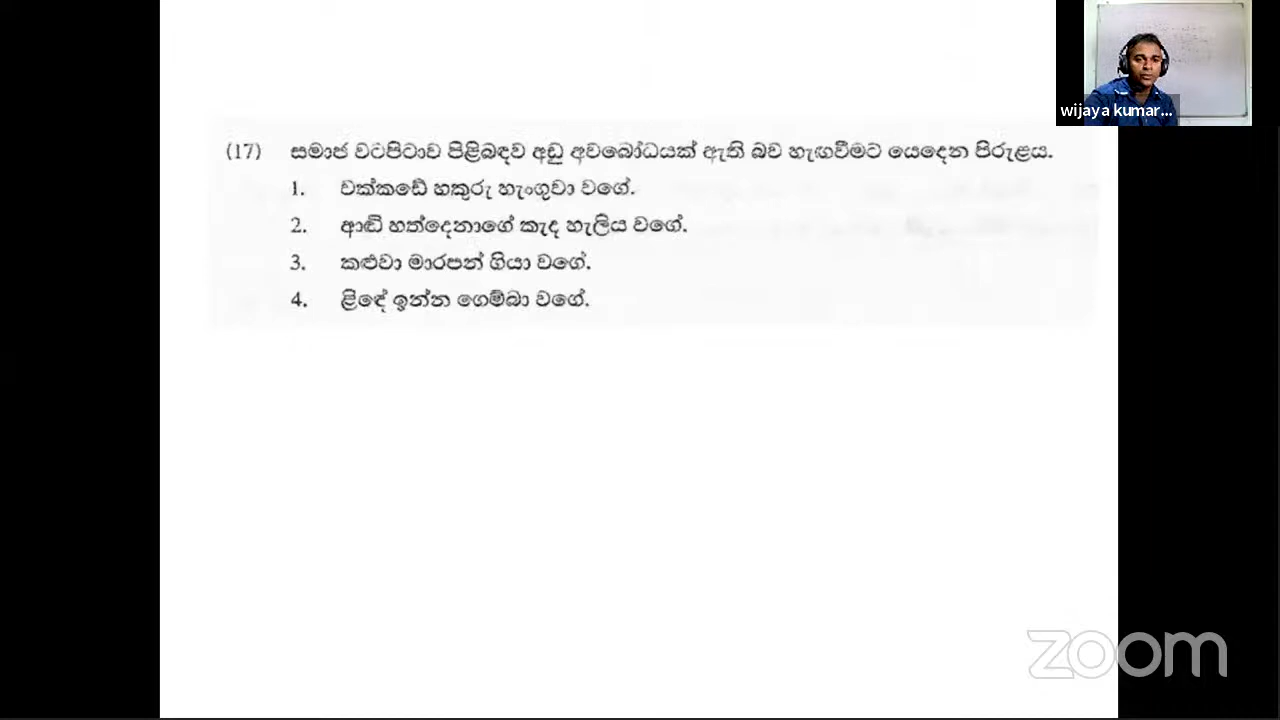 wijaya kumar...
(17) සමාජ වටපිටාව පිළිබඳව අඩු අවබෝධයක් ඇති බව හැඟවීමට යෙදෙන පිරුළය.
1. වක්කඩේ හකුරු හැංගුවා වගේ.
2. ආඬි හත්දෙනාගේ කැඳ හැලිය වගේ.
3. කළුවා මාරපන් ගියා වගේ.
4. ළිඳේ ඉන්න ගෙම්බා වගේ.
zoom